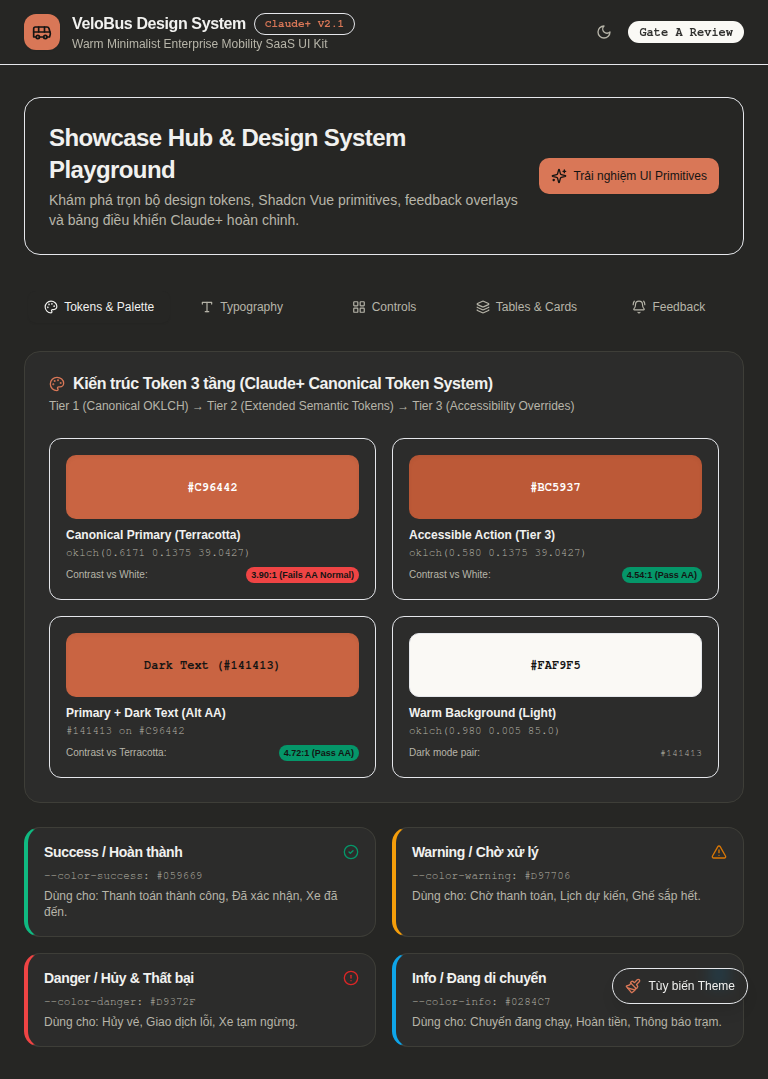 VeloBus Design System
Claude+ V2.1
Warm Minimalist Enterprise Mobility SaaS UI Kit
Gate A Review
Showcase Hub & Design System
Playground
Khám phá trọn bộ design tokens, Shadcn Vue primitives, feedback overlays
và bảng điều khiển Claude+ hoàn chỉnh.
Trải nghiệm UI Primitives
Tokens & Palette
Typography
Controls
Tables & Cards
Feedback
Kiến trúc Token 3 tầng (Claude+ Canonical Token System)
Tier 1 (Canonical OKLCH) → Tier 2 (Extended Semantic Tokens) → Tier 3 (Accessibility Overrides)
#C96442
Canonical Primary (Terracotta)
oklch(0.6171 0.1375 39.0427)
Contrast vs White:
3.90:1 (Fails AA Normal)
#BC5937
Accessible Action (Tier 3)
oklch(0.580 0.1375 39.0427)
Contrast vs White:
4.54:1 (Pass AA)
Dark Text (#141413)
Primary + Dark Text (Alt AA)
#141413 on #C96442
Contrast vs Terracotta:
4.72:1 (Pass AA)
#FAF9F5
Warm Background (Light)
oklch(0.980 0.005 85.0)
Dark mode pair:
#141413
Success / Hoàn thành
--color-success: #059669
Dùng cho: Thanh toán thành công, Đã xác nhận, Xe đã
đến.
Warning / Chờ xử lý
--color-warning: #D97706
Dùng cho: Chờ thanh toán, Lịch dự kiến, Ghế sắp hết.
Danger / Hủy & Thất bại
--color-danger: #D9372F
Dùng cho: Hủy vé, Giao dịch lỗi, Xe tạm ngừng.
Info / Đang di chuyển
--color-info: #0284C7
Dùng cho: Chuyến đang chạy, Hoàn tiền, Thông báo trạm.
Tùy biến Theme